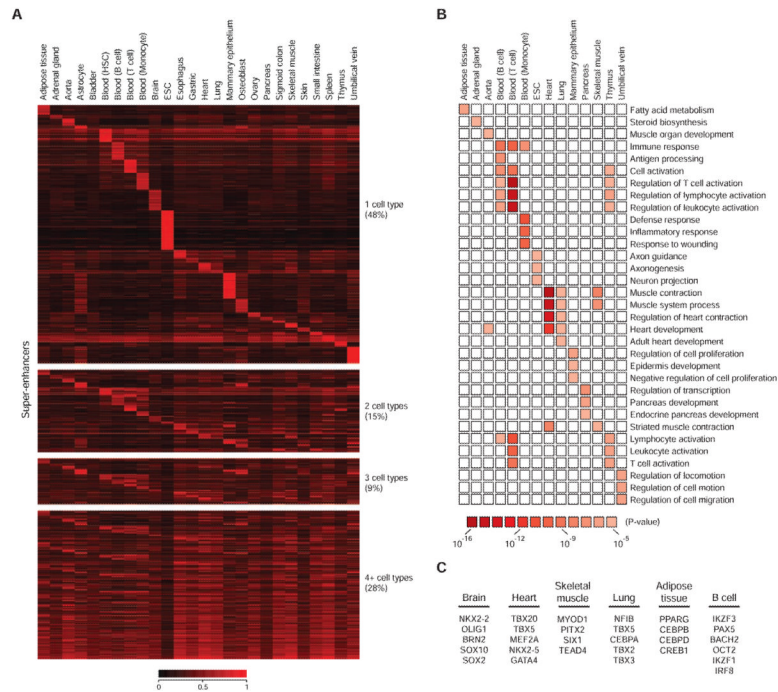 A
Adipose tissue
Adrenal gland
Aorta
Astrocyte
Bladder
Blood (HSC)
Blood (B cell)
Blood (T cell)
Blood (Monocyte)
Brain
ESC
Esophagus
Gastric
Heart
Lung
Mammary epithelium
Osteoblast
Ovary
Pancreas
Sigmoid colon
Skeletal muscle
Skin
Small intestine
Spleen
Thymus
Umbilical vein
Super-enhancers
1 cell type
(48%)
2 cell types
(15%)
3 cell types
(9%)
4+ cell types
(28%)
0 0.5 1
B
Adipose tissue
Adrenal gland
Aorta
Blood (B cell)
Blood (T cell)
Blood (Monocyte)
ESC
Heart
Lung
Mammary epithelium
Pancreas
Skeletal muscle
Thymus
Umbilical vein
Fatty acid metabolism
Steroid biosynthesis
Muscle organ development
Immune response
Antigen processing
Cell activation
Regulation of T cell activation
Regulation of lymphocyte activation
Regulation of leukocyte activation
Defense response
Inflammatory response
Response to wounding
Axon guidance
Axonogenesis
Neuron projection
Muscle contraction
Muscle system process
Regulation of heart contraction
Heart development
Adult heart development
Regulation of cell proliferation
Epidermis development
Negative regulation of cell proliferation
Regulation of transcription
Pancreas development
Endocrine pancreas development
Striated muscle contraction
Lymphocyte activation
Leukocyte activation
T cell activation
Regulation of locomotion
Regulation of cell motion
Regulation of cell migration
(P-value)
10-16 10-12 10-9 10-5
C
Brain
NKX2-2
OLIG1
BRN2
SOX10
SOX2
Heart
TBX20
TBX5
MEF2A
NKX2-5
GATA4
Skeletal
muscle
MYOD1
PITX2
SIX1
TEAD4
Lung
NFIB
TBX5
CEBPA
TBX2
TBX3
Adipose
tissue
PPARG
CEBPB
CEBPD
CREB1
B cell
IKZF3
PAX5
BACH2
OCT2
IKZF1
IRF8